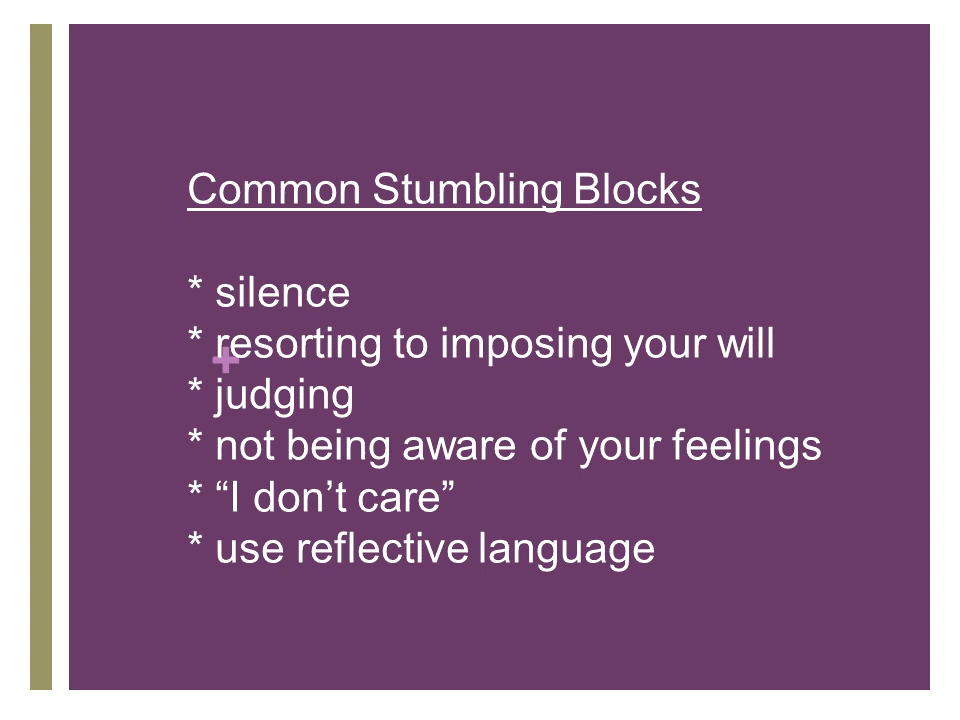 Common Stumbling Blocks
* silence
* resorting to imposing your will
+
* judging
* not being aware of your feelings
* “I don’t care”
* use reflective language